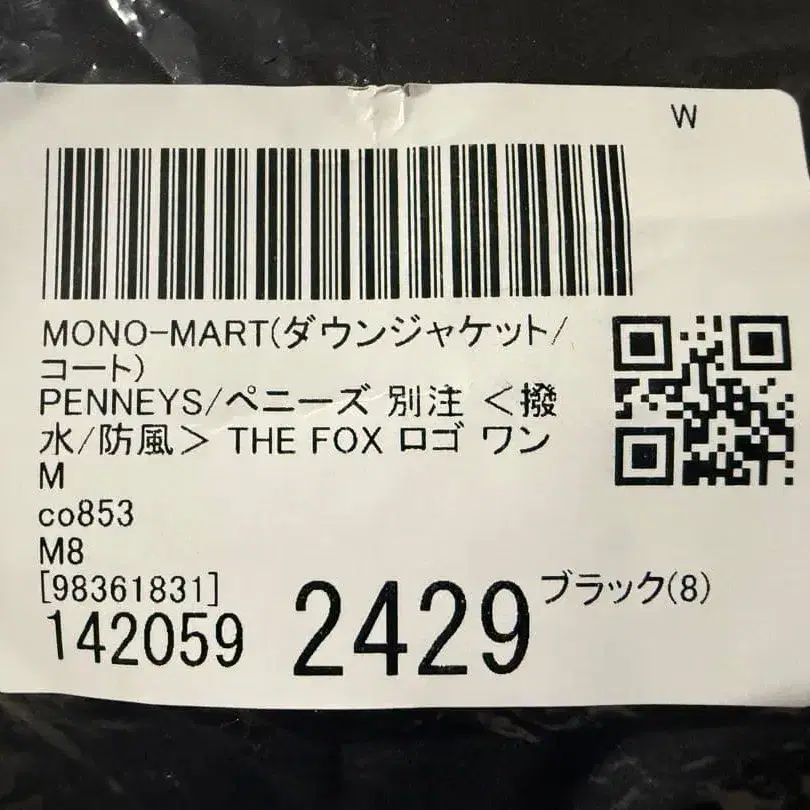 W
MONO-MART(ダウンジャケット/
コート)
PENNEYS/ペニーズ 別注 ＜撥
水/防風＞ THE FOX ロゴ ワン
M
co853
M8
[98361831]
142059 2429 ブラック(8)